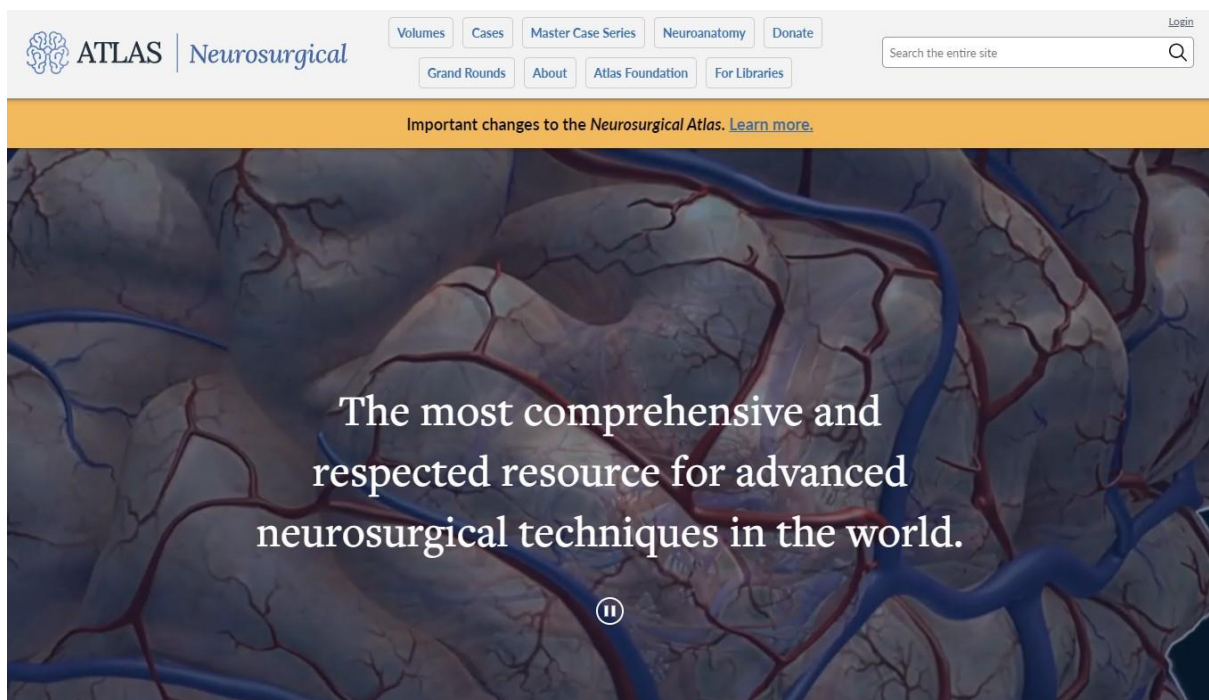 ATLAS | Neurosurgical
Volumes
Cases
Master Case Series
Neuroanatomy
Donate
Grand Rounds
About
Atlas Foundation
For Libraries
Login
Search the entire site
Important changes to the Neurosurgical Atlas. Learn more.
The most comprehensive and
respected resource for advanced
neurosurgical techniques in the world.